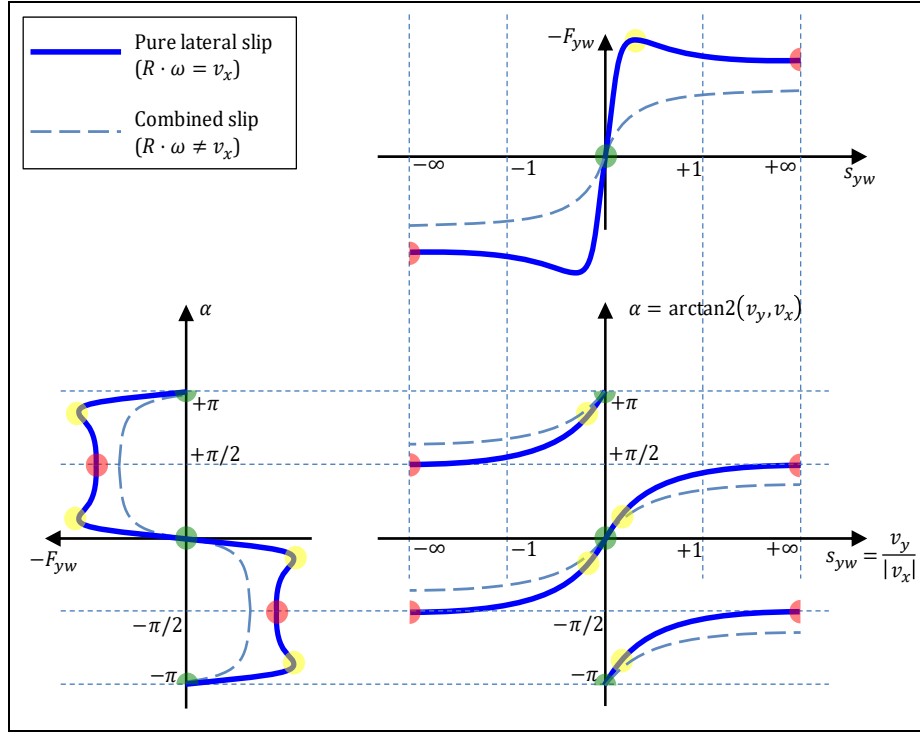 Pure lateral slip
(R · ω = v_x)
Combined slip
(R · ω ≠ v_x)
−F_yw
−∞
−1
+1
+∞
s_yw
α
+π
+π/2
−F_yw
−π/2
−π
α = arctan2(v_y, v_x)
+π
+π/2
−∞
−1
+1
+∞
s_yw = v_y / |v_x|
−π/2
−π